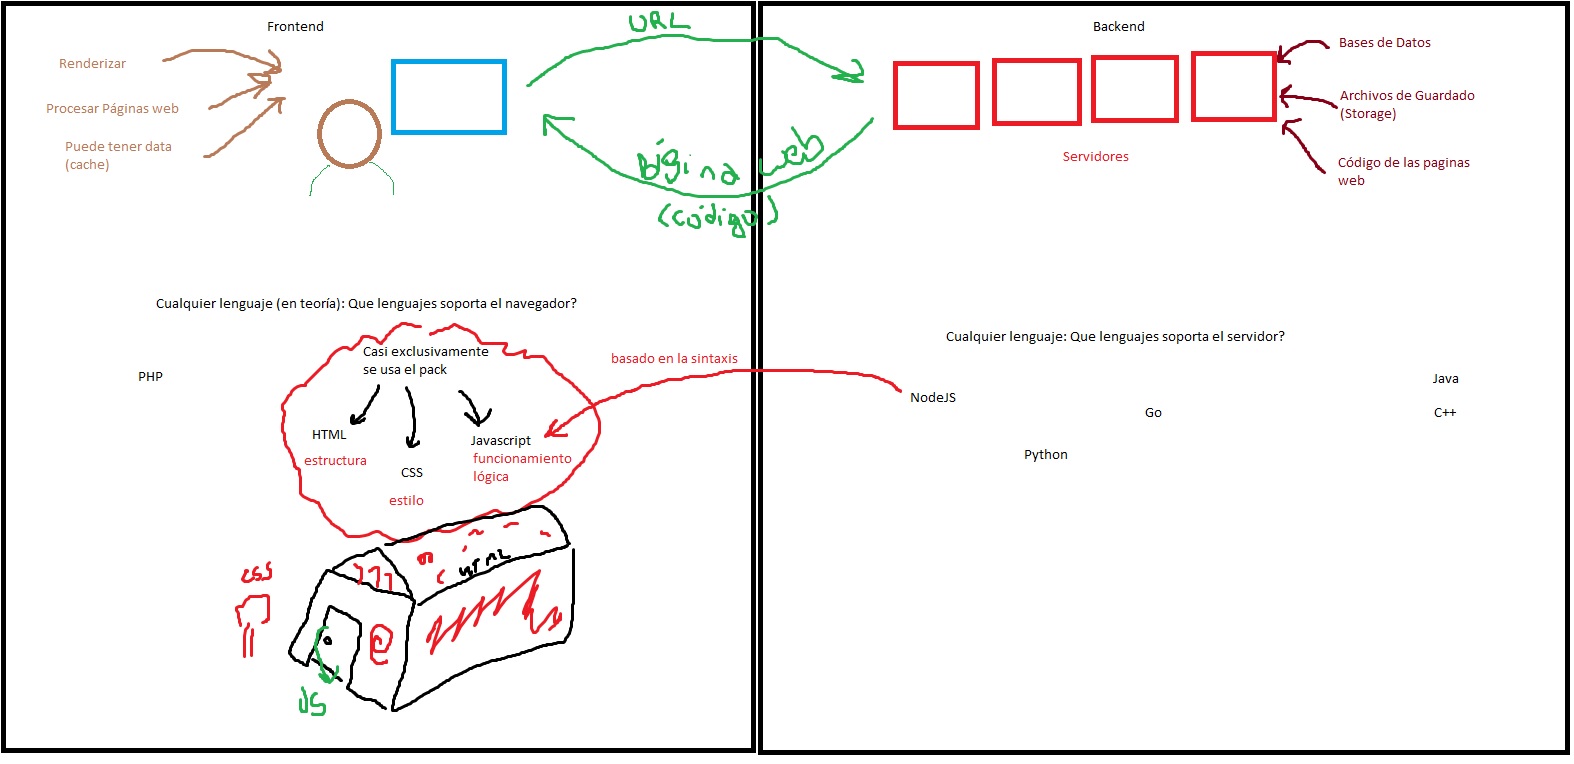 Frontend
URL
Backend
Renderizar
Procesar Páginas web
Puede tener data
(cache)
Bases de Datos
Archivos de Guardado
(Storage)
Código de las paginas
web
Servidores
Página web
(código)
Cualquier lenguaje (en teoría): Que lenguajes soporta el navegador?
PHP
Casi exclusivamente
se usa el pack
HTML
estructura
CSS
estilo
Javascript
funcionamiento
lógica
basado en la sintaxis
Cualquier lenguaje: Que lenguajes soporta el servidor?
NodeJS
Go
Python
Java
C++
CSS
HTML
JS